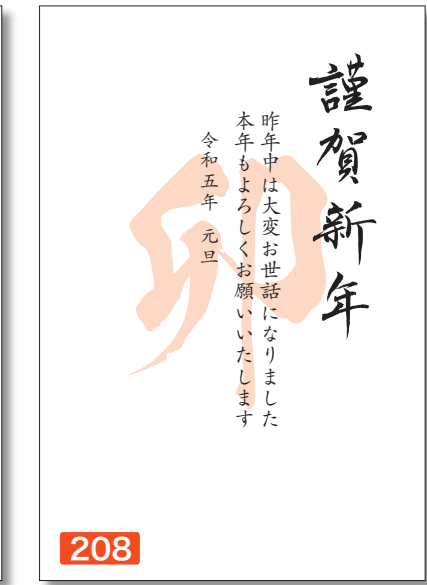 謹賀新年
昨年中は大変お世話になりました
本年もよろしくお願いいたします
令和五年 元旦
卯
208